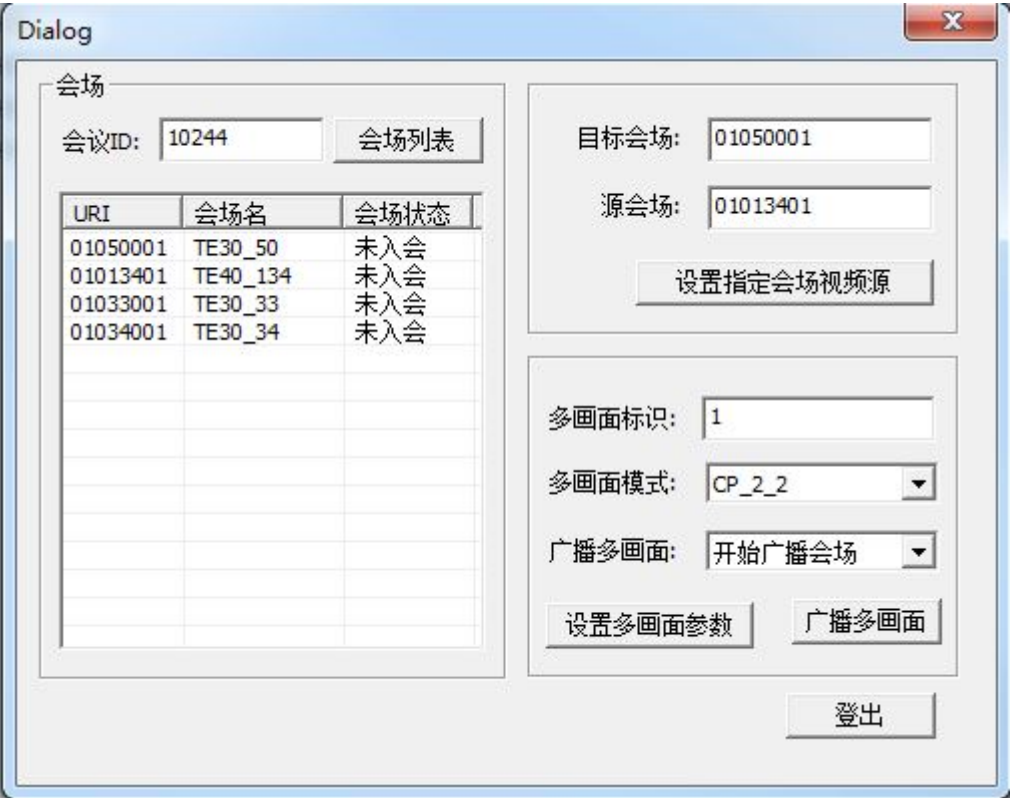 Dialog
会场
会议ID: 10244 会场列表
URI 会场名 会场状态
01050001 TE30_50 未入会
01013401 TE40_134 未入会
01033001 TE30_33 未入会
01034001 TE30_34 未入会
目标会场: 01050001
源会场: 01013401
设置指定会场视频源
多画面标识: 1
多画面模式: CP_2_2
广播多画面: 开始广播会场
设置多画面参数 广播多画面
登出